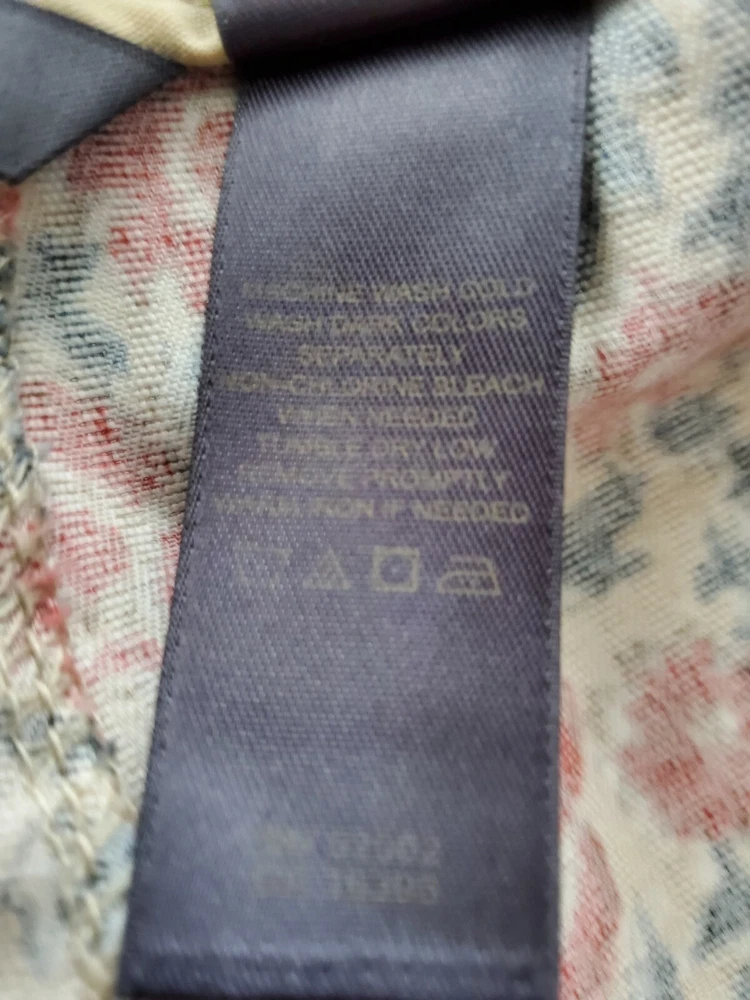 MACHINE WASH COLD
WASH DARK COLORS
SEPARATELY
NON-CHLORINE BLEACH
WHEN NEEDED
TUMBLE DRY LOW
REMOVE PROMPTLY
WARM IRON IF NEEDED